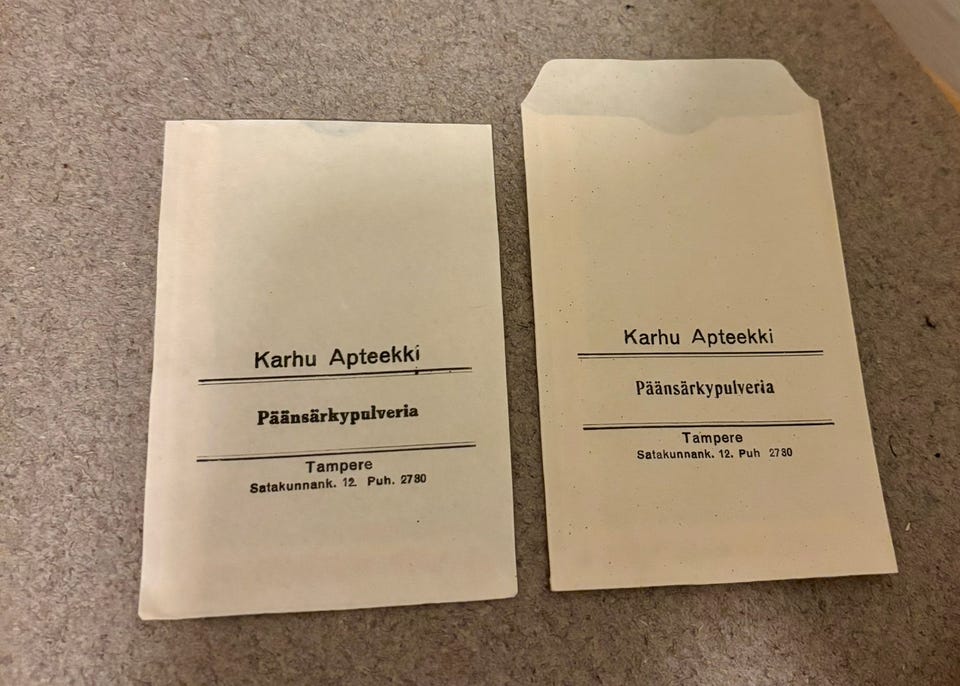 Karhu Apteekki
Päänsärkypulveria
Tampere
Satakunnank. 12. Puh. 2780
Karhu Apteekki
Päänsärkypulveria
Tampere
Satakunnank. 12. Puh 2780